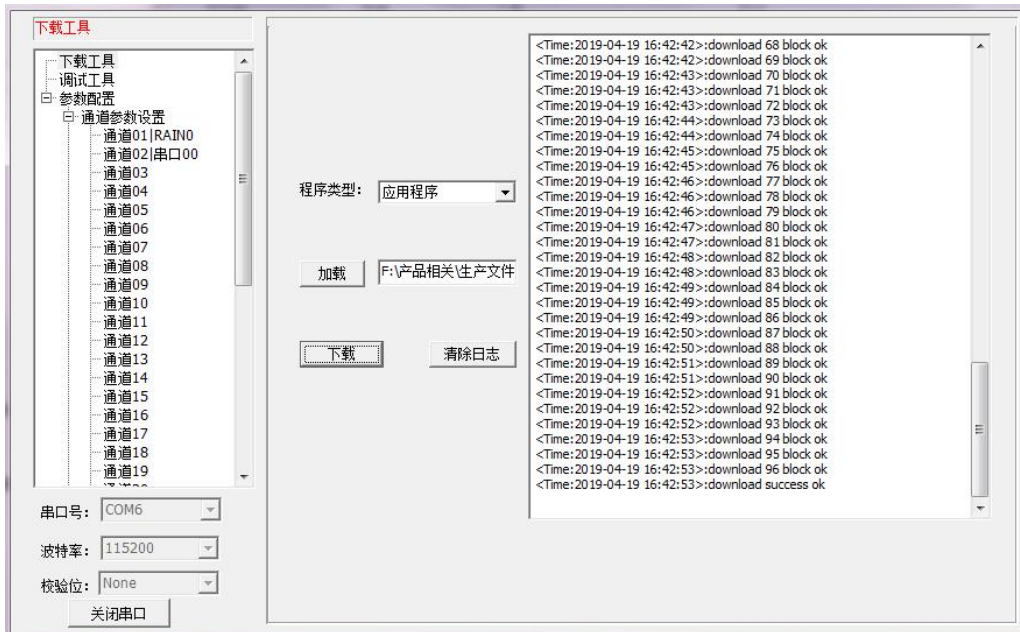 下载工具
下载工具
调试工具
参数配置
通道参数设置
通道01|RAIN0
通道02|串口00
通道03
通道04
通道05
通道06
通道07
通道08
通道09
通道10
通道11
通道12
通道13
通道14
通道15
通道16
通道17
通道18
通道19
串口号：
COM6
波特率：
115200
校验位：
None
关闭串口
程序类型：
应用程序
加载
F:\产品相关\生产文件
下载
清除日志
<Time:2019-04-19 16:42:42>:download 68 block ok
<Time:2019-04-19 16:42:42>:download 69 block ok
<Time:2019-04-19 16:42:43>:download 70 block ok
<Time:2019-04-19 16:42:43>:download 71 block ok
<Time:2019-04-19 16:42:43>:download 72 block ok
<Time:2019-04-19 16:42:44>:download 73 block ok
<Time:2019-04-19 16:42:44>:download 74 block ok
<Time:2019-04-19 16:42:45>:download 75 block ok
<Time:2019-04-19 16:42:45>:download 76 block ok
<Time:2019-04-19 16:42:46>:download 77 block ok
<Time:2019-04-19 16:42:46>:download 78 block ok
<Time:2019-04-19 16:42:46>:download 79 block ok
<Time:2019-04-19 16:42:47>:download 80 block ok
<Time:2019-04-19 16:42:47>:download 81 block ok
<Time:2019-04-19 16:42:48>:download 82 block ok
<Time:2019-04-19 16:42:48>:download 83 block ok
<Time:2019-04-19 16:42:49>:download 84 block ok
<Time:2019-04-19 16:42:49>:download 85 block ok
<Time:2019-04-19 16:42:49>:download 86 block ok
<Time:2019-04-19 16:42:50>:download 87 block ok
<Time:2019-04-19 16:42:50>:download 88 block ok
<Time:2019-04-19 16:42:51>:download 89 block ok
<Time:2019-04-19 16:42:51>:download 90 block ok
<Time:2019-04-19 16:42:52>:download 91 block ok
<Time:2019-04-19 16:42:52>:download 92 block ok
<Time:2019-04-19 16:42:52>:download 93 block ok
<Time:2019-04-19 16:42:53>:download 94 block ok
<Time:2019-04-19 16:42:53>:download 95 block ok
<Time:2019-04-19 16:42:53>:download 96 block ok
<Time:2019-04-19 16:42:53>:download success ok